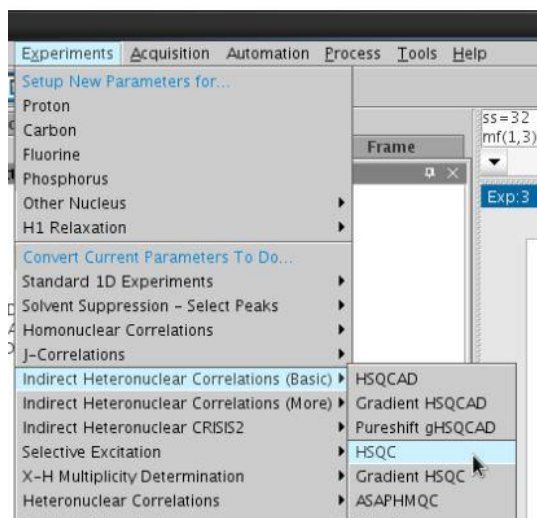 Experiments Acquisition Automation Process Tools Help
Setup New Parameters for...
Proton
Carbon
Fluorine
Phosphorus
Other Nucleus
H1 Relaxation
Convert Current Parameters To Do...
Standard 1D Experiments
Solvent Suppression – Select Peaks
Homonuclear Correlations
J-Correlations
Indirect Heteronuclear Correlations (Basic)
Indirect Heteronuclear Correlations (More)
Indirect Heteronuclear CRISIS2
Selective Excitation
X-H Multiplicity Determination
Heteronuclear Correlations
HSQCAD
Gradient HSQCAD
Pureshift gHSQCAD
HSQC
Gradient HSQC
ASAPHMQC
Frame
ss=32
mf(1,3)
Exp:3